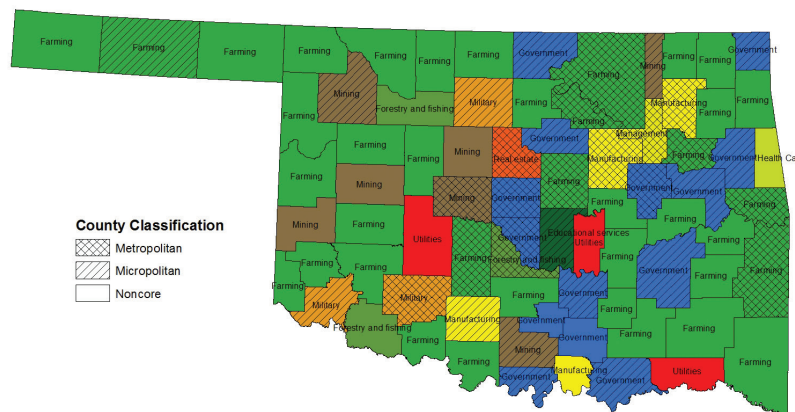 Farming
Farming
Farming
Farming
Farming
Farming
Farming
Government
Farming
Mining
Farming
Farming
Government
Mining
Forestry and fishing
Military
Farming
Farming
Manufacturing
Farming
Farming
Farming
Farming
Farming
Mining
Real estate
Government
Management
Manufacturing
Farming
Government
Health Ca
Farming
Mining
Mining
Government
Farming
Government
Government
Farming
Mining
Farming
Utilities
Government
Educational services
Utilities
Farming
Farming
Farming
Farming
Farming
Farming
Farming
Forestry and fishing
Farming
Government
Farming
Farming
Military
Military
Farming
Government
Farming
Forestry and fishing
Manufacturing
Government
Farming
Farming
Farming
Mining
Farming
Farming
Government
Manufacturing
Government
Utilities
Farming
County Classification
Metropolitan
Micropolitan
Noncore